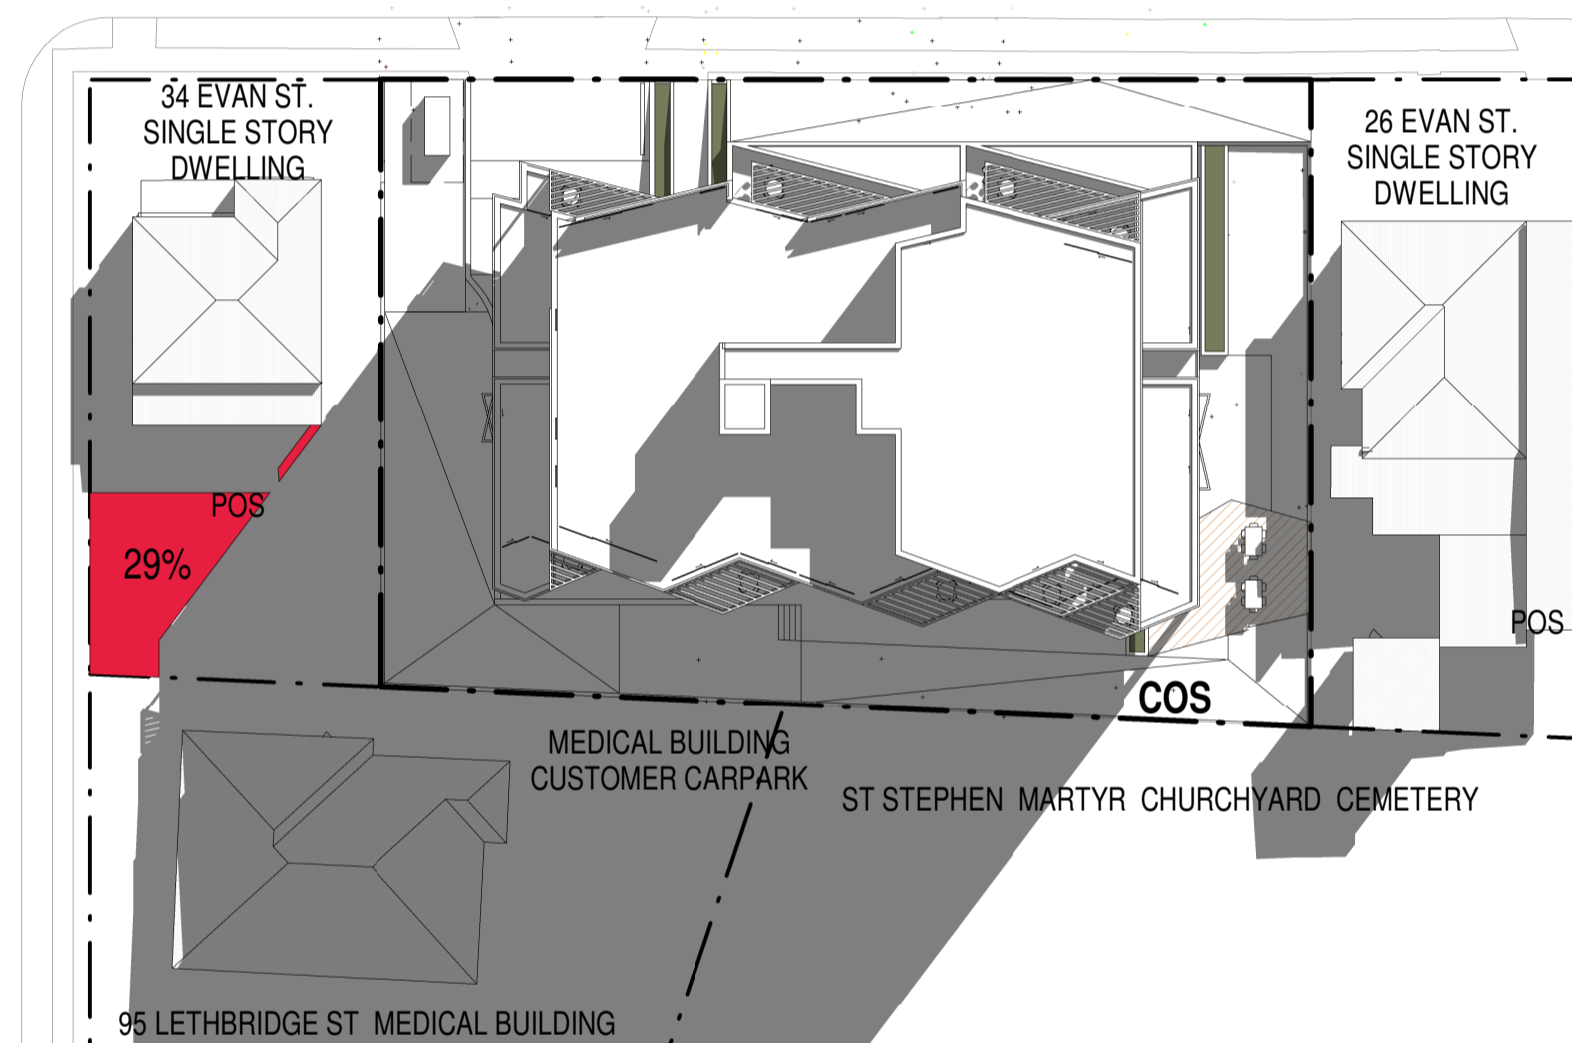 34 EVAN ST.
SINGLE STORY
DWELLING
26 EVAN ST.
SINGLE STORY
DWELLING
POS
29%
POS
COS
MEDICAL BUILDING
CUSTOMER CARPARK
ST STEPHEN MARTYR CHURCHYARD CEMETERY
95 LETHBRIDGE ST MEDICAL BUILDING